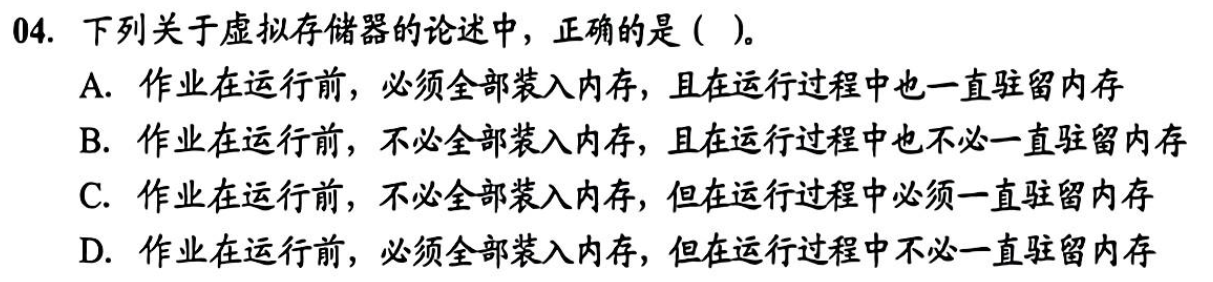 04. 下列关于虚拟存储器的论述中，正确的是（ ）。
A. 作业在运行前，必须全部装入内存，且在运行过程中也一直驻留内存
B. 作业在运行前，不必全部装入内存，且在运行过程中也不必一直驻留内存
C. 作业在运行前，不必全部装入内存，但在运行过程中必须一直驻留内存
D. 作业在运行前，必须全部装入内存，但在运行过程中不必一直驻留内存